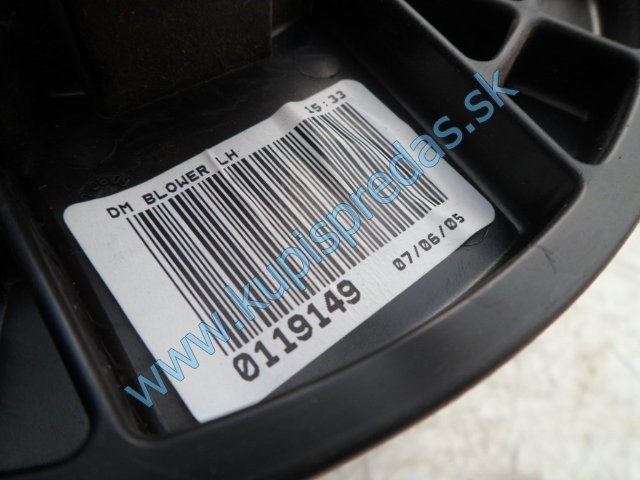 DM BLOWER LH 15:33
0119149 07/06/05
www.kupispredas.sk